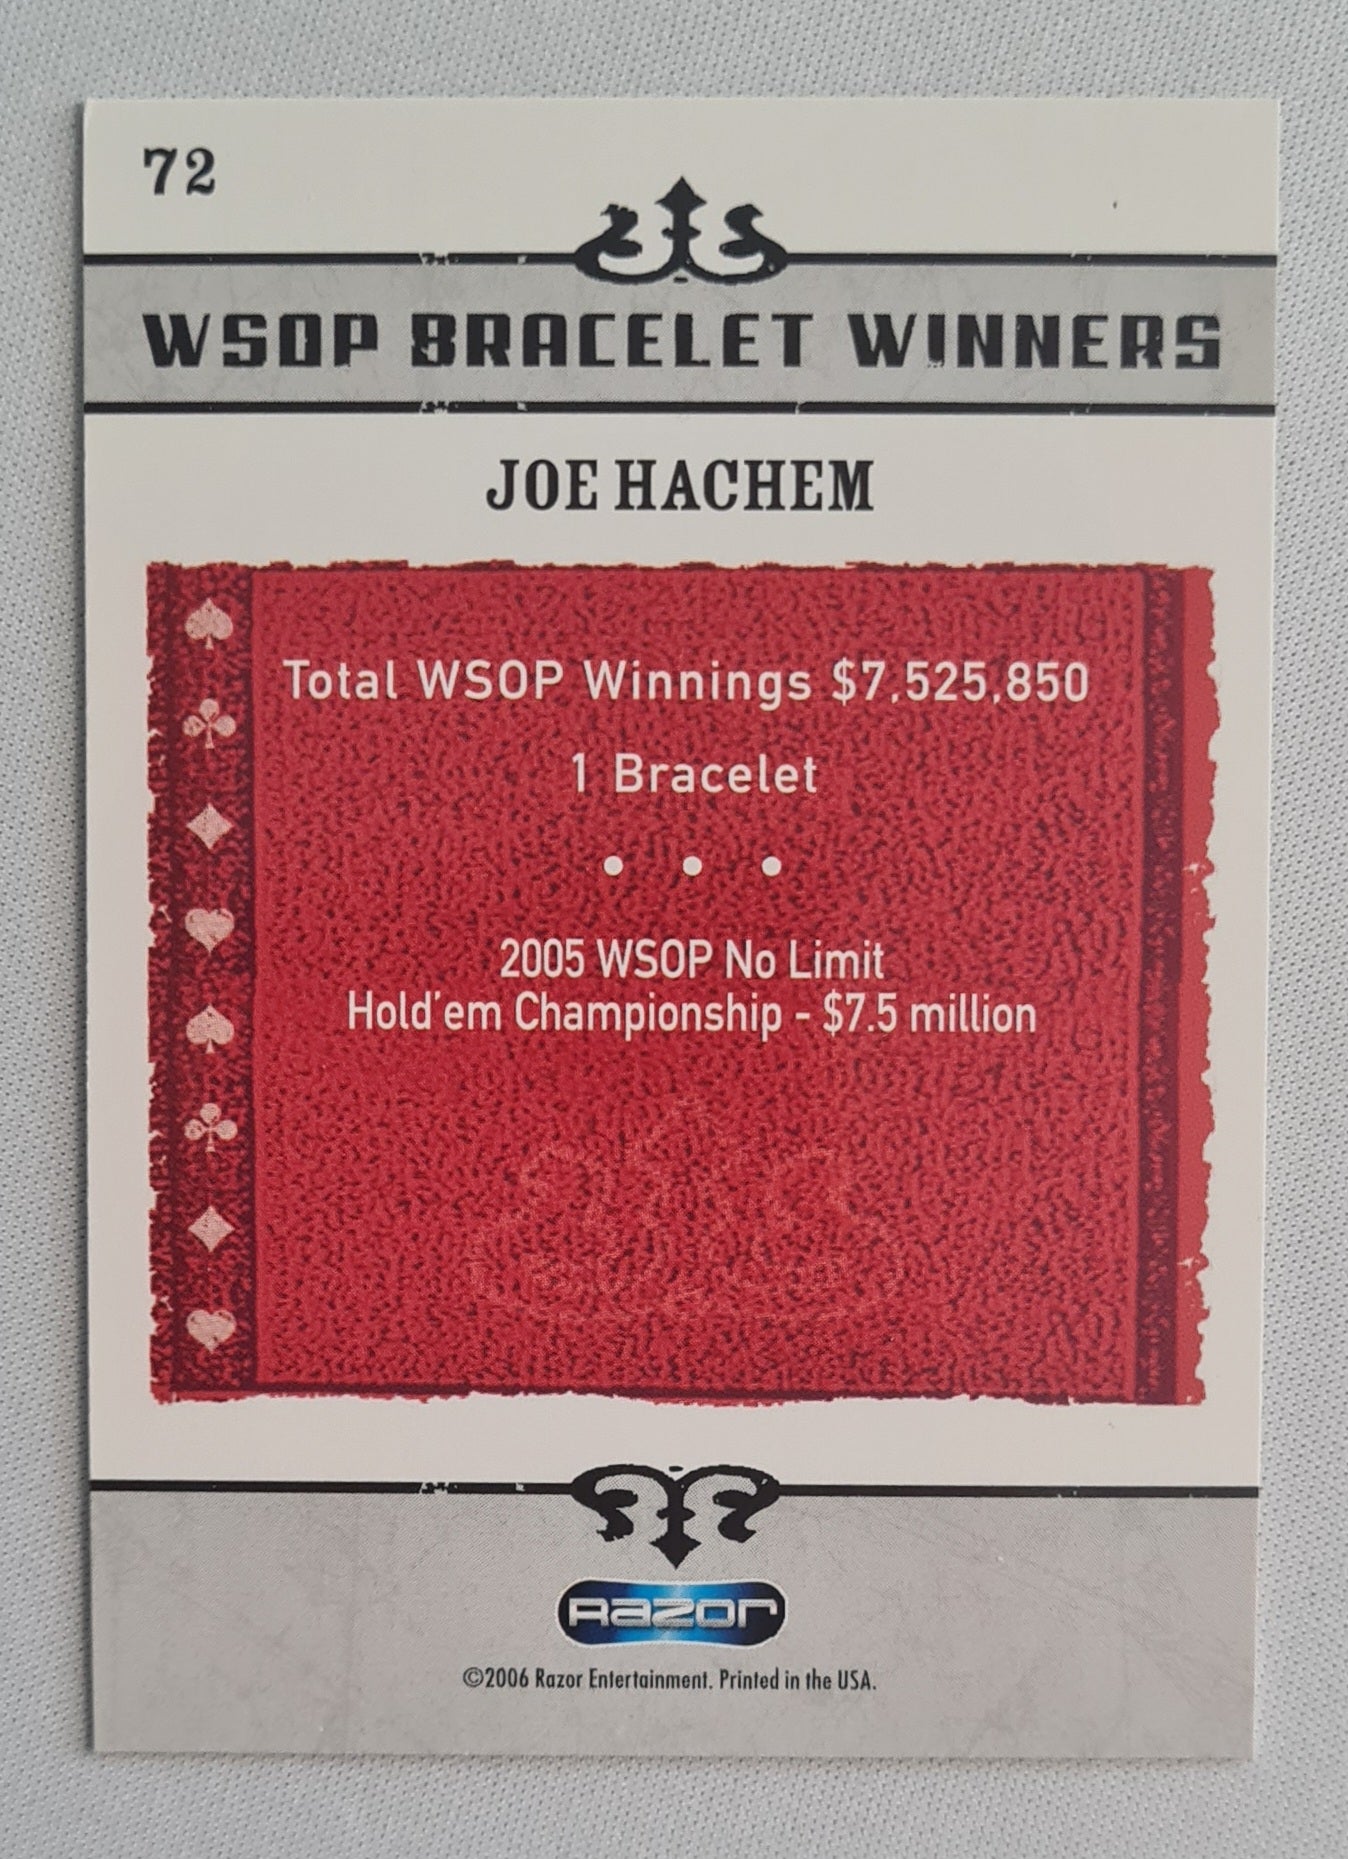 72
WSOP BRACELET WINNERS
JOE HACHEM
Total WSOP Winnings $7,525,850
1 Bracelet
• • •
2005 WSOP No Limit
Hold'em Championship - $7.5 million
Razor
©2006 Razor Entertainment. Printed in the USA.